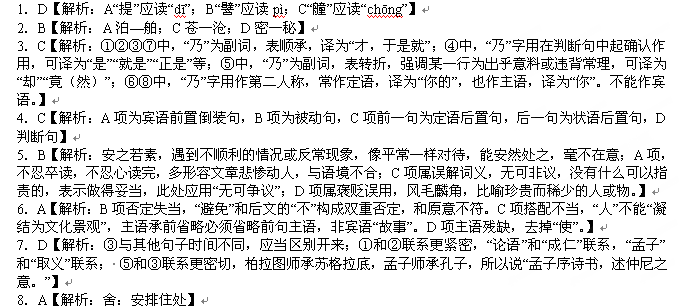 1. D【解析：A“提”应读“dī”；B“譬”应读 pì；C“艟”应读“chōng”】
2. B【解析：A 泊—舶；C 苍一沧；D 密一秘】
3. C【解析：①②③⑦中，“乃”为副词，表顺承，译为“才，于是就”；④中，“乃”字用在判断句中起确认作
用，可译为“是”“就是”“正是”等；⑤中，“乃”为副词，表转折，强调某一行为出乎意料或违背常理，可译为
“却”“竟（然）”；⑥⑧中，“乃”字用作第二人称，常作定语，译为“你的”，也作主语，译为“你”。不能作宾
语。】
4. C【解析：A 项为宾语前置倒装句，B 项为被动句，C 项前一句为定语后置句，后一句为状语后置句，D
判断句】
5. B【解析：安之若素，遇到不顺利的情况或反常现象，像平常一样对待，能安然处之，毫不在意；A 项，
不忍卒读，不忍心读完，多形容文章悲惨动人，与语境不合；C 项属误解词义，无可非议，没有什么可以指
责的，表示做得妥当，此处应用“无可争议”；D 项属褒贬误用，风毛麟角，比喻珍贵而稀少的人或物。】
6. A【解析：B 项否定失当，“避免”和后文的“不”构成双重否定，和原意不符。C 项搭配不当，“人”不能“凝
结为文化景观”，主语承前省略必须省略前句主语，非宾语“故事”。D 项主语残缺，去掉“使”。】
7. D【解析：③与其他句子时间不同，应当区别开来；①和②联系更紧密，“论语”和“成仁”联系，“孟子”
和“取义”联系；⑤和③联系更密切，柏拉图师承苏格拉底，孟子师承孔子，所以说“孟子序诗书，述仲尼之
意。”】
8. A【解析：舍：安排住处】